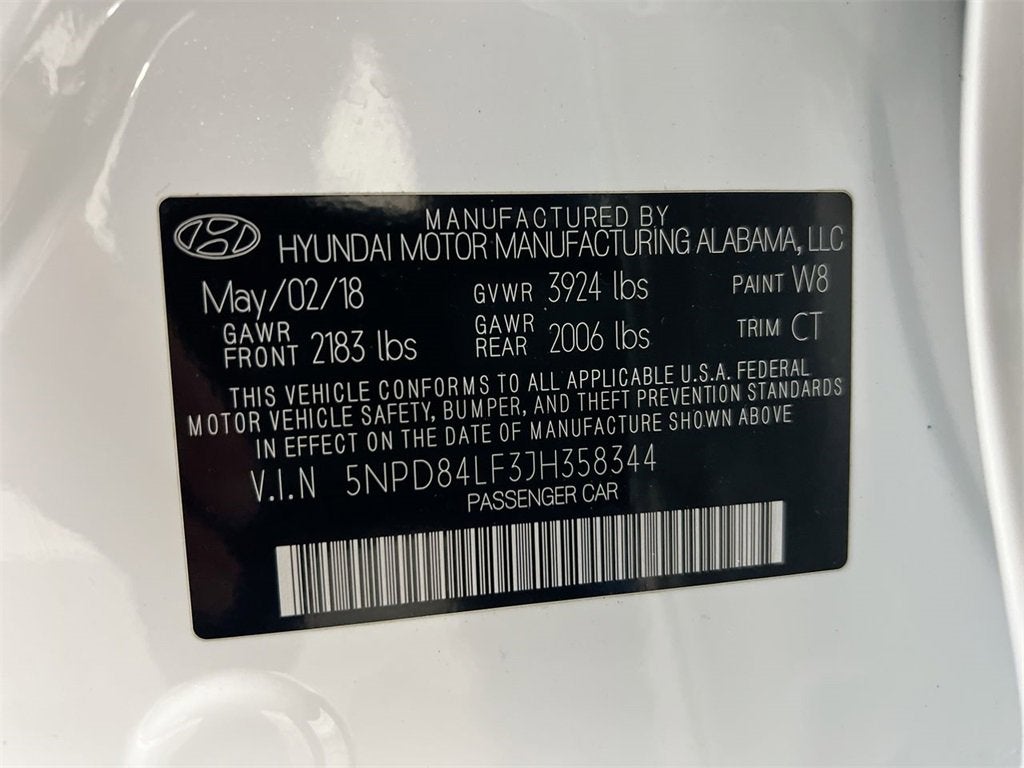 MANUFACTURED BY
HYUNDAI MOTOR MANUFACTURING ALABAMA, LLC
May/02/18 GVWR 3924 lbs PAINT W8
GAWR FRONT 2183 lbs GAWR REAR 2006 lbs TRIM CT
THIS VEHICLE CONFORMS TO ALL APPLICABLE U.S.A. FEDERAL
MOTOR VEHICLE SAFETY, BUMPER, AND THEFT PREVENTION STANDARDS
IN EFFECT ON THE DATE OF MANUFACTURE SHOWN ABOVE
V.I.N 5NPD84LF3JH358344
PASSENGER CAR